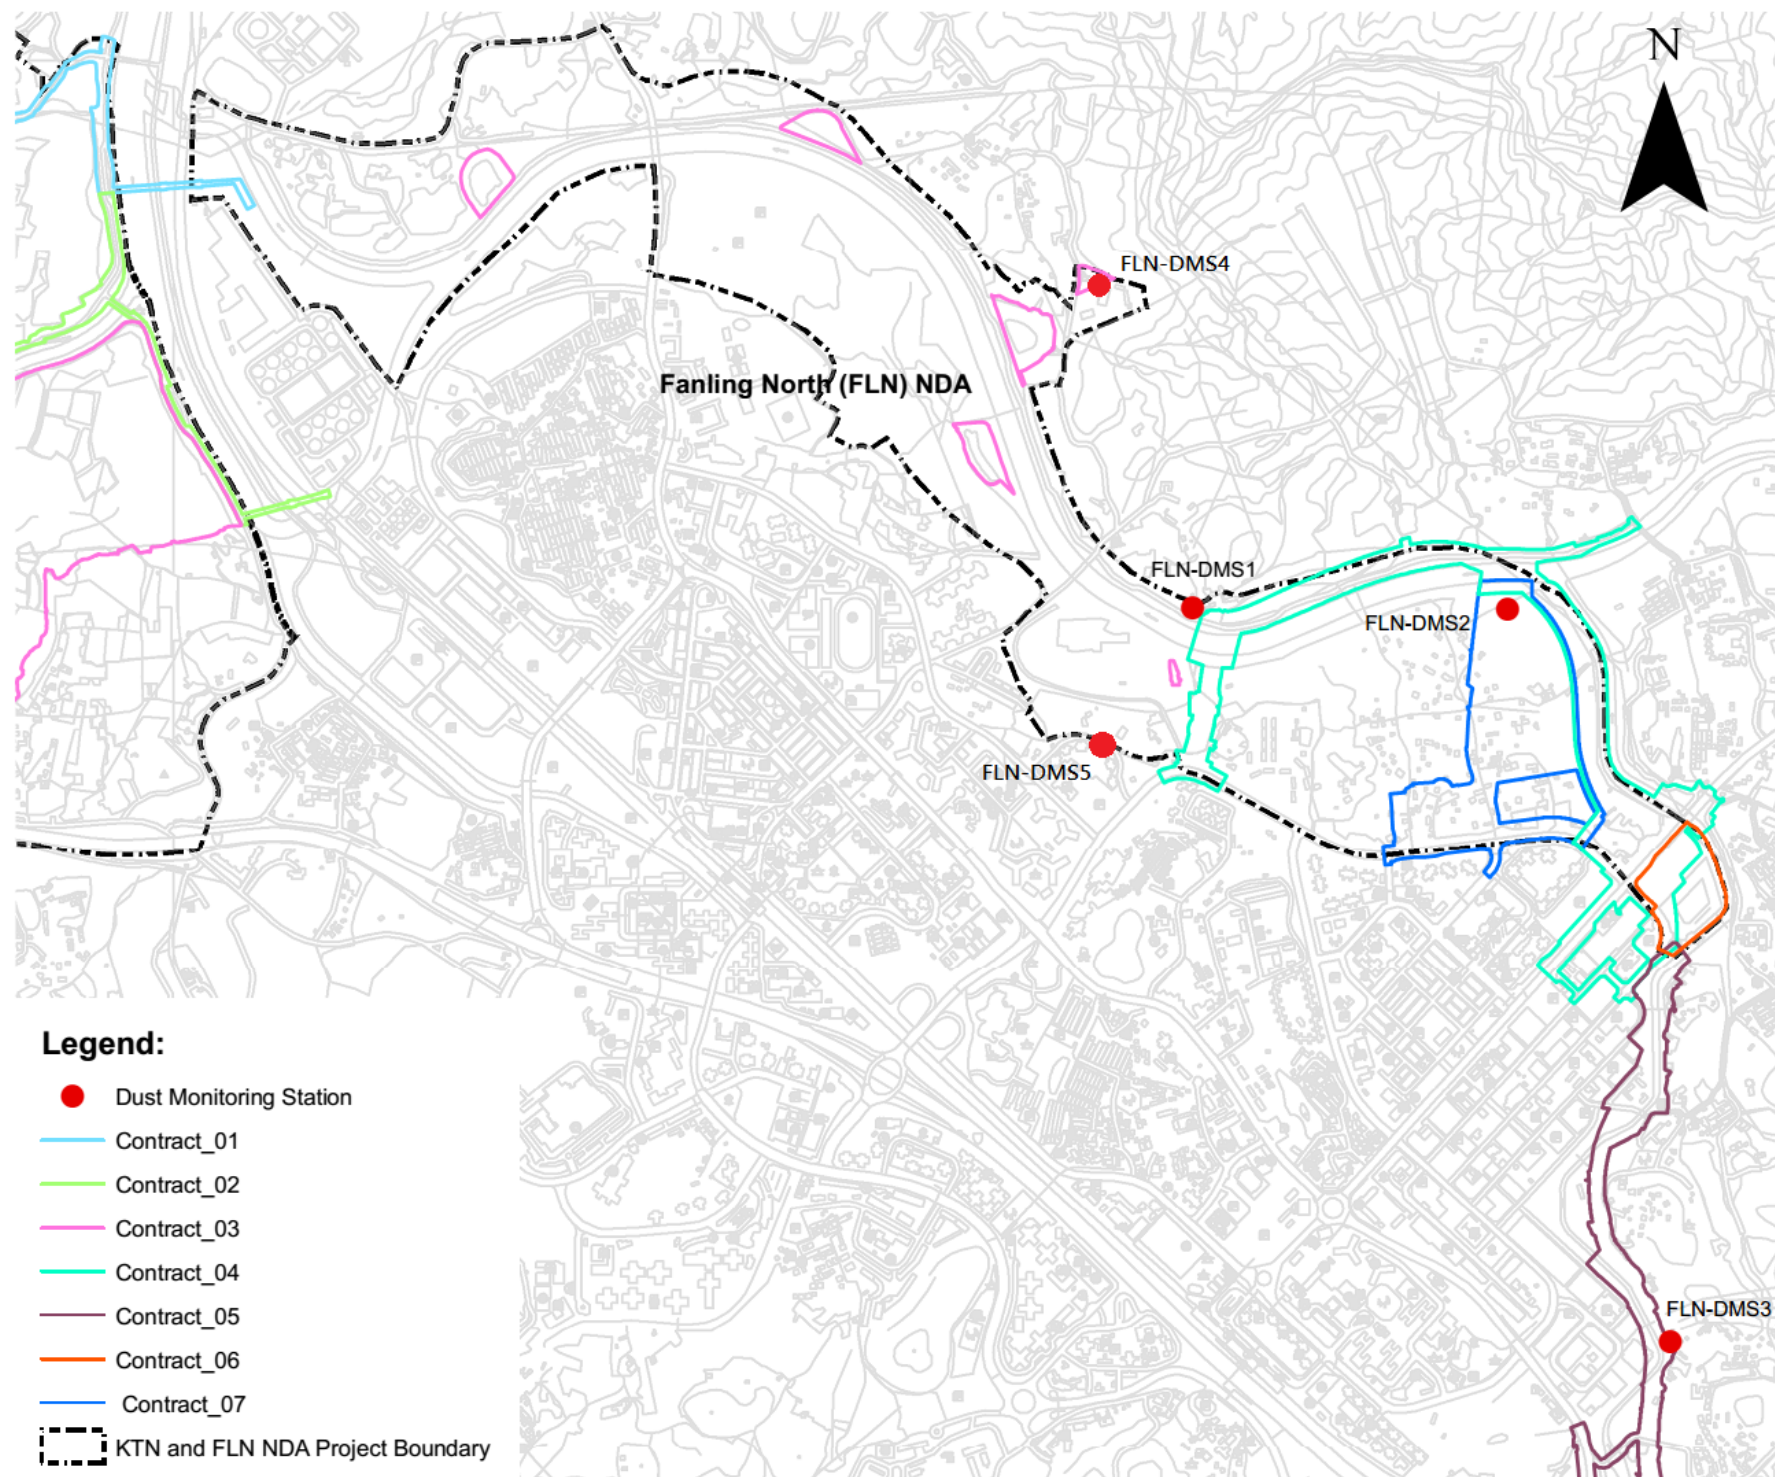 N
FLN-DMS4
Fanling North (FLN) NDA
FLN-DMS1
FLN-DMS2
FLN-DMS5
FLN-DMS3
Legend:
Dust Monitoring Station
Contract_01
Contract_02
Contract_03
Contract_04
Contract_05
Contract_06
Contract_07
KTN and FLN NDA Project Boundary